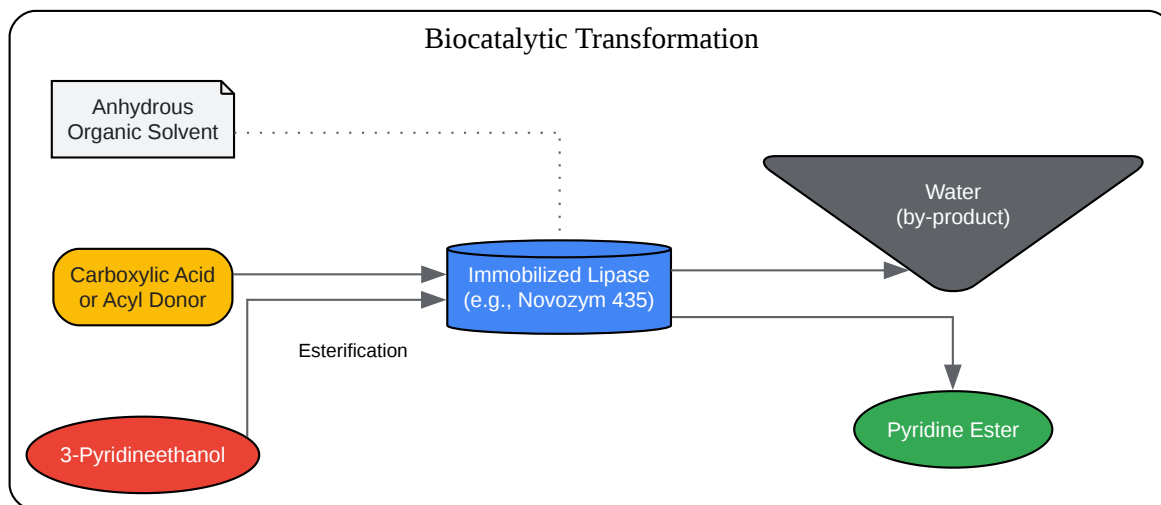 Biocatalytic Transformation
Anhydrous
Organic Solvent
Water
(by-product)
Carboxylic Acid
or Acyl Donor
Immobilized Lipase
(e.g., Novozym 435)
Esterification
3-Pyridineethanol
Pyridine Ester